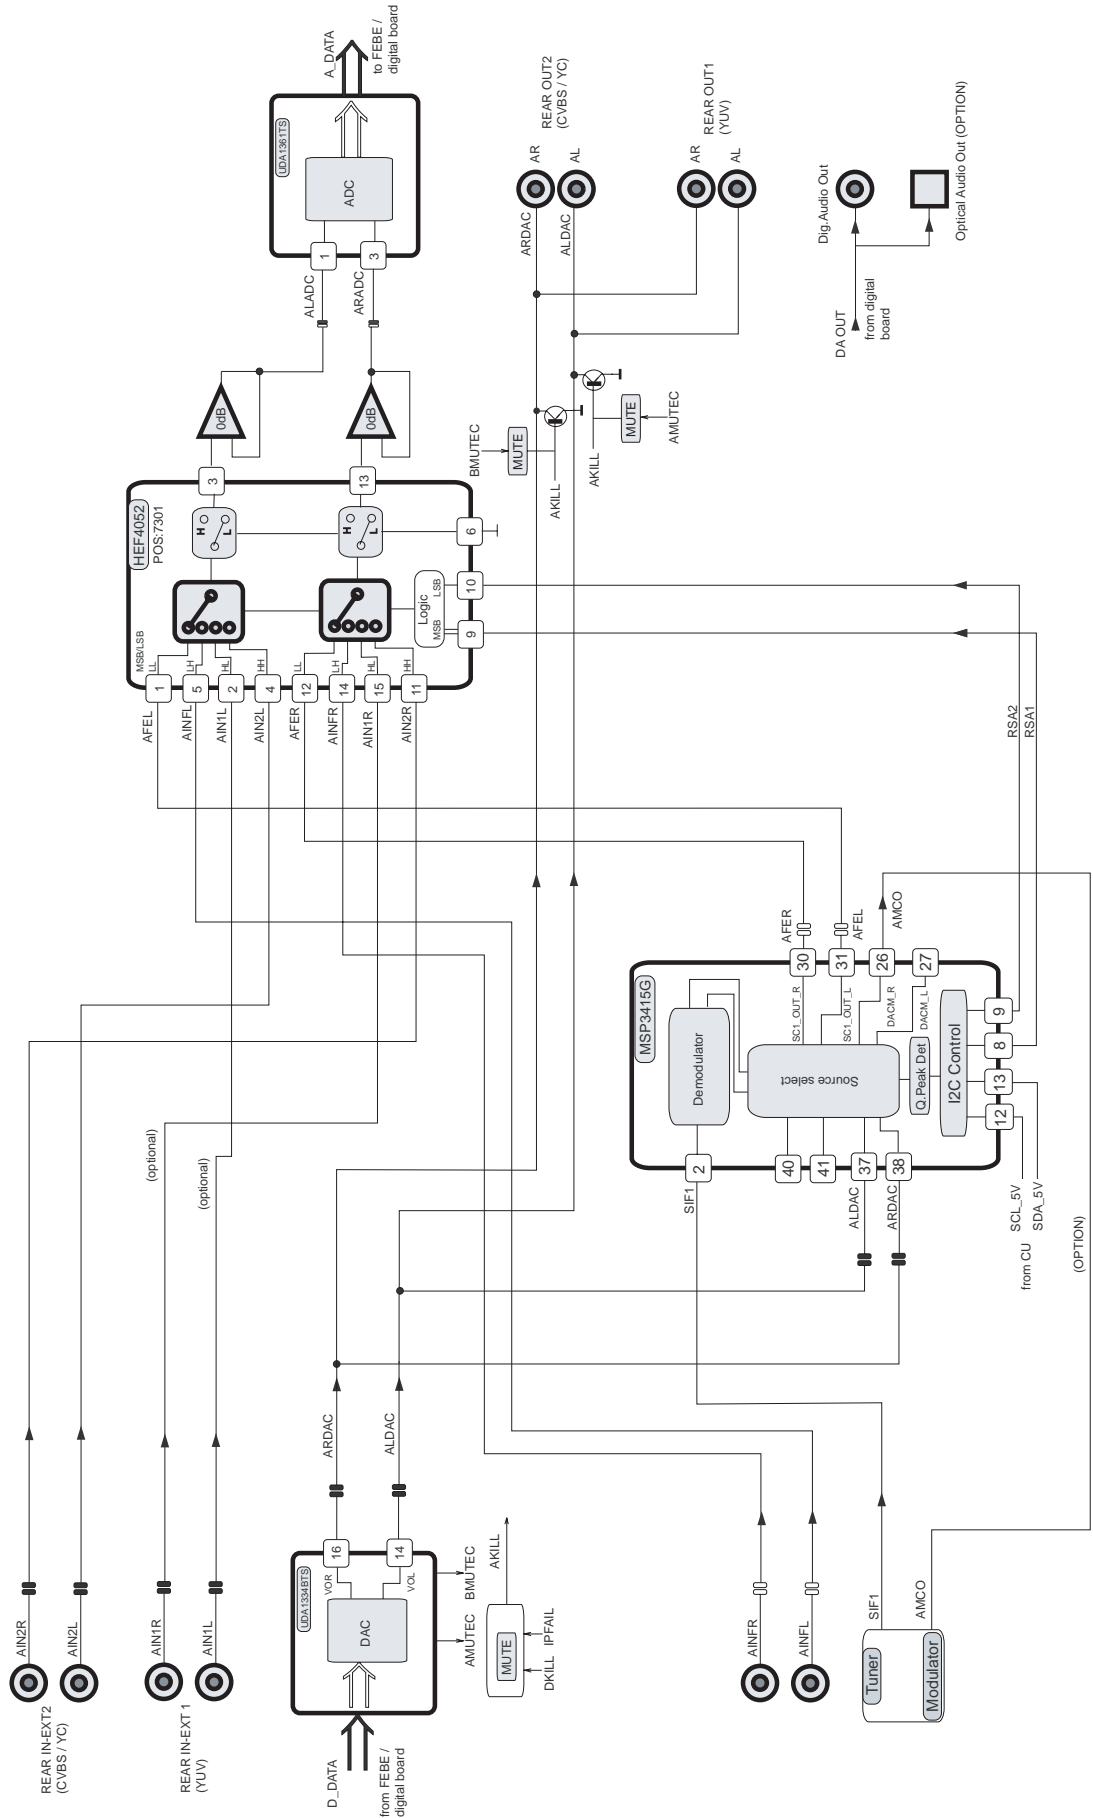 REAR IN-EXT2
(CVBS / YC)
AIN2R
AIN2L
REAR IN-EXT 1
(YUV)
AIN1R
AIN1L
(optional)
(optional)
D_DATA
from FEBE /
digital board
UDA1334BTS
DAC
VOR
VOL
16
14
ARDAC
ALDAC
AMUTEC
BMUTEC
MUTE
DKILL
IPFAIL
AKILL
AINFR
AINFL
Tuner
Modulator
SIF1
AMCO
HEF4052
POS:7301
MSB/LSB
AFEL
1
LL
AINFL
5
LH
AIN1L
2
HL
AIN2L
4
HH
AFER
12
LL
AINFR
14
LH
AIN1R
15
HL
AIN2R
11
HH
H
L
H
L
Logic
MSB
LSB
9
10
6
3
13
0dB
0dB
ALADC
ARADC
1
3
UDA1361TS
ADC
A_DATA
to FEBE /
digital board
BMUTEC
MUTE
AKILL
AKILL
MUTE
AMUTEC
ARDAC
ALDAC
AR
AL
REAR OUT2
(CVBS / YC)
AR
AL
REAR OUT1
(YUV)
DA OUT
from digital
board
Dig.Audio Out
Optical Audio Out (OPTION)
MSP3415G
Demodulator
Source select
Q.Peak Det
I2C Control
SIF1
2
40
41
ALDAC
37
ARDAC
38
SC1_OUT_R
SC1_OUT_L
DACM_R
DACM_L
30
AFER
31
AFEL
26
AMCO
27
12
13
8
9
from CU
SCL_5V
SDA_5V
RSA2
RSA1
(OPTION)